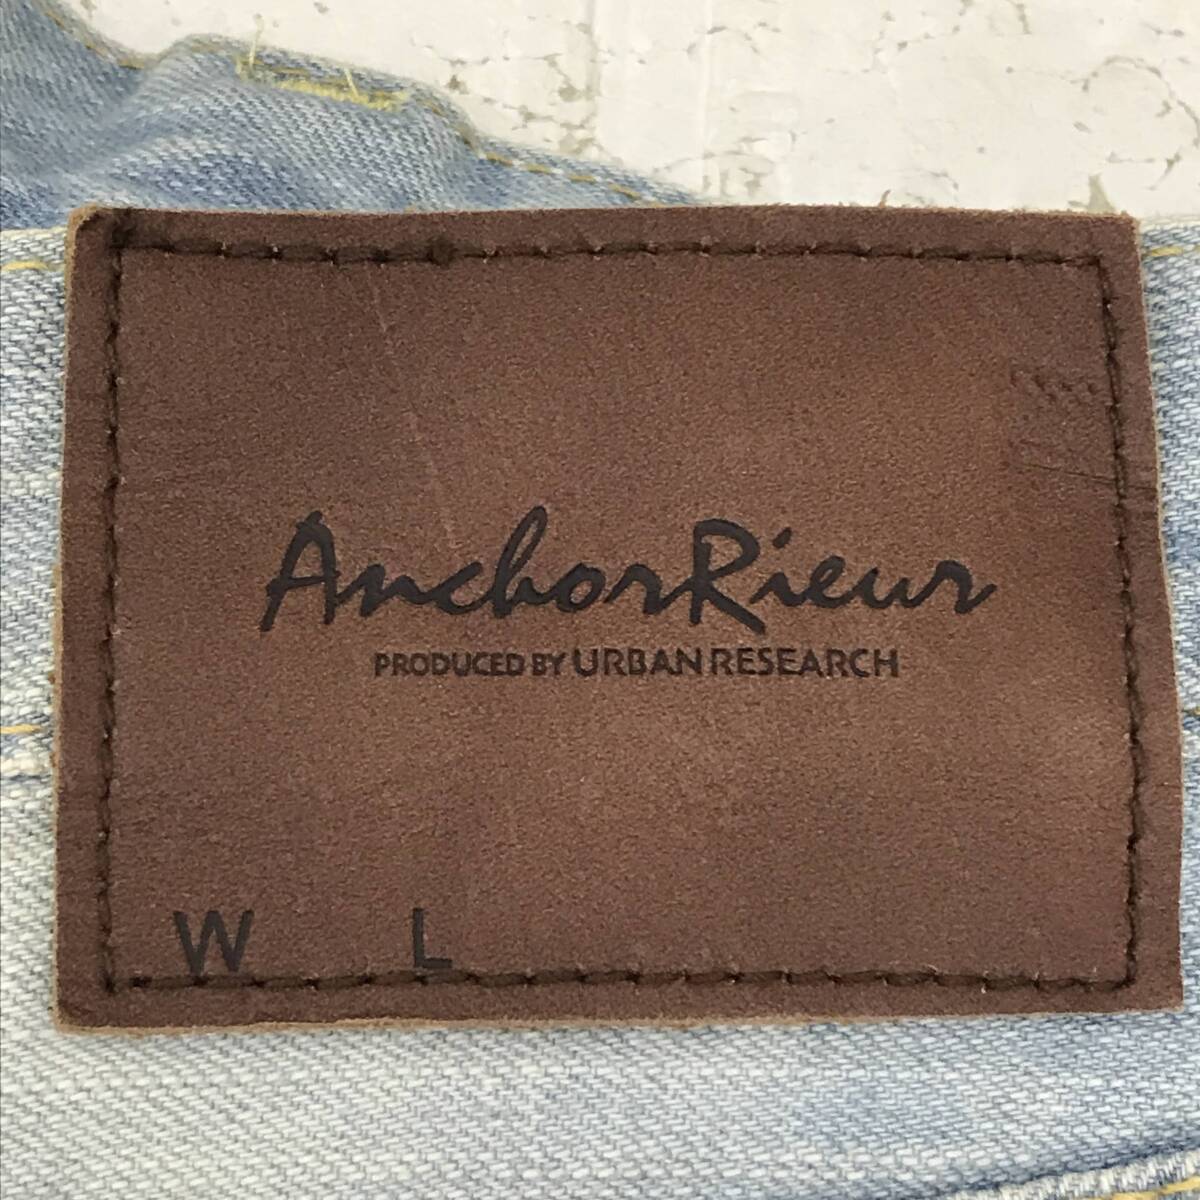 AnchorRieur
PRODUCED BY URBAN RESEARCH
W L